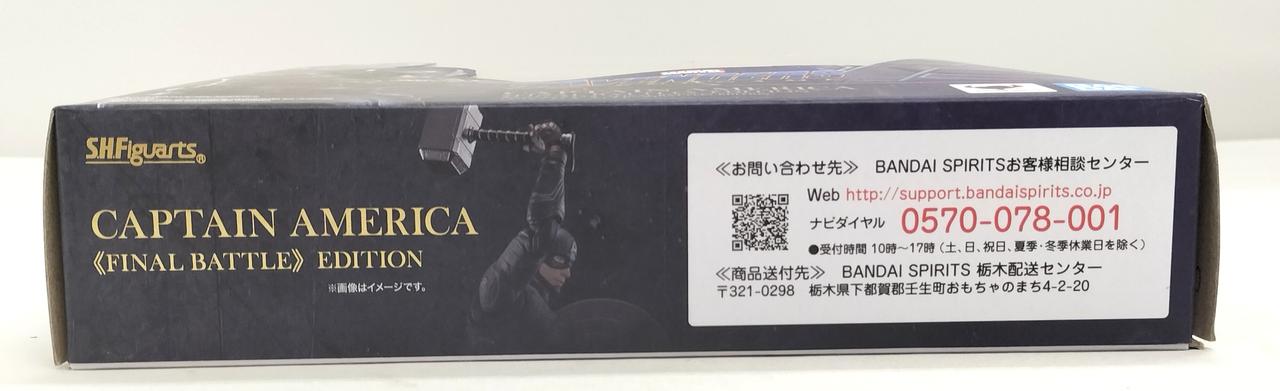 S.H.Figuarts®
CAPTAIN AMERICA
《FINAL BATTLE》 EDITION
※画像はイメージです。
≪お問い合わせ先≫ BANDAI SPIRITSお客様相談センター
Web http://support.bandaispirits.co.jp
ナビダイヤル 0570-078-001
●受付時間 10時～17時（土、日、祝日、夏季・冬季休業日を除く）
≪商品送付先≫ BANDAI SPIRITS 栃木配送センター
〒321-0298 栃木県下都賀郡壬生町おもちゃのまち4-2-20